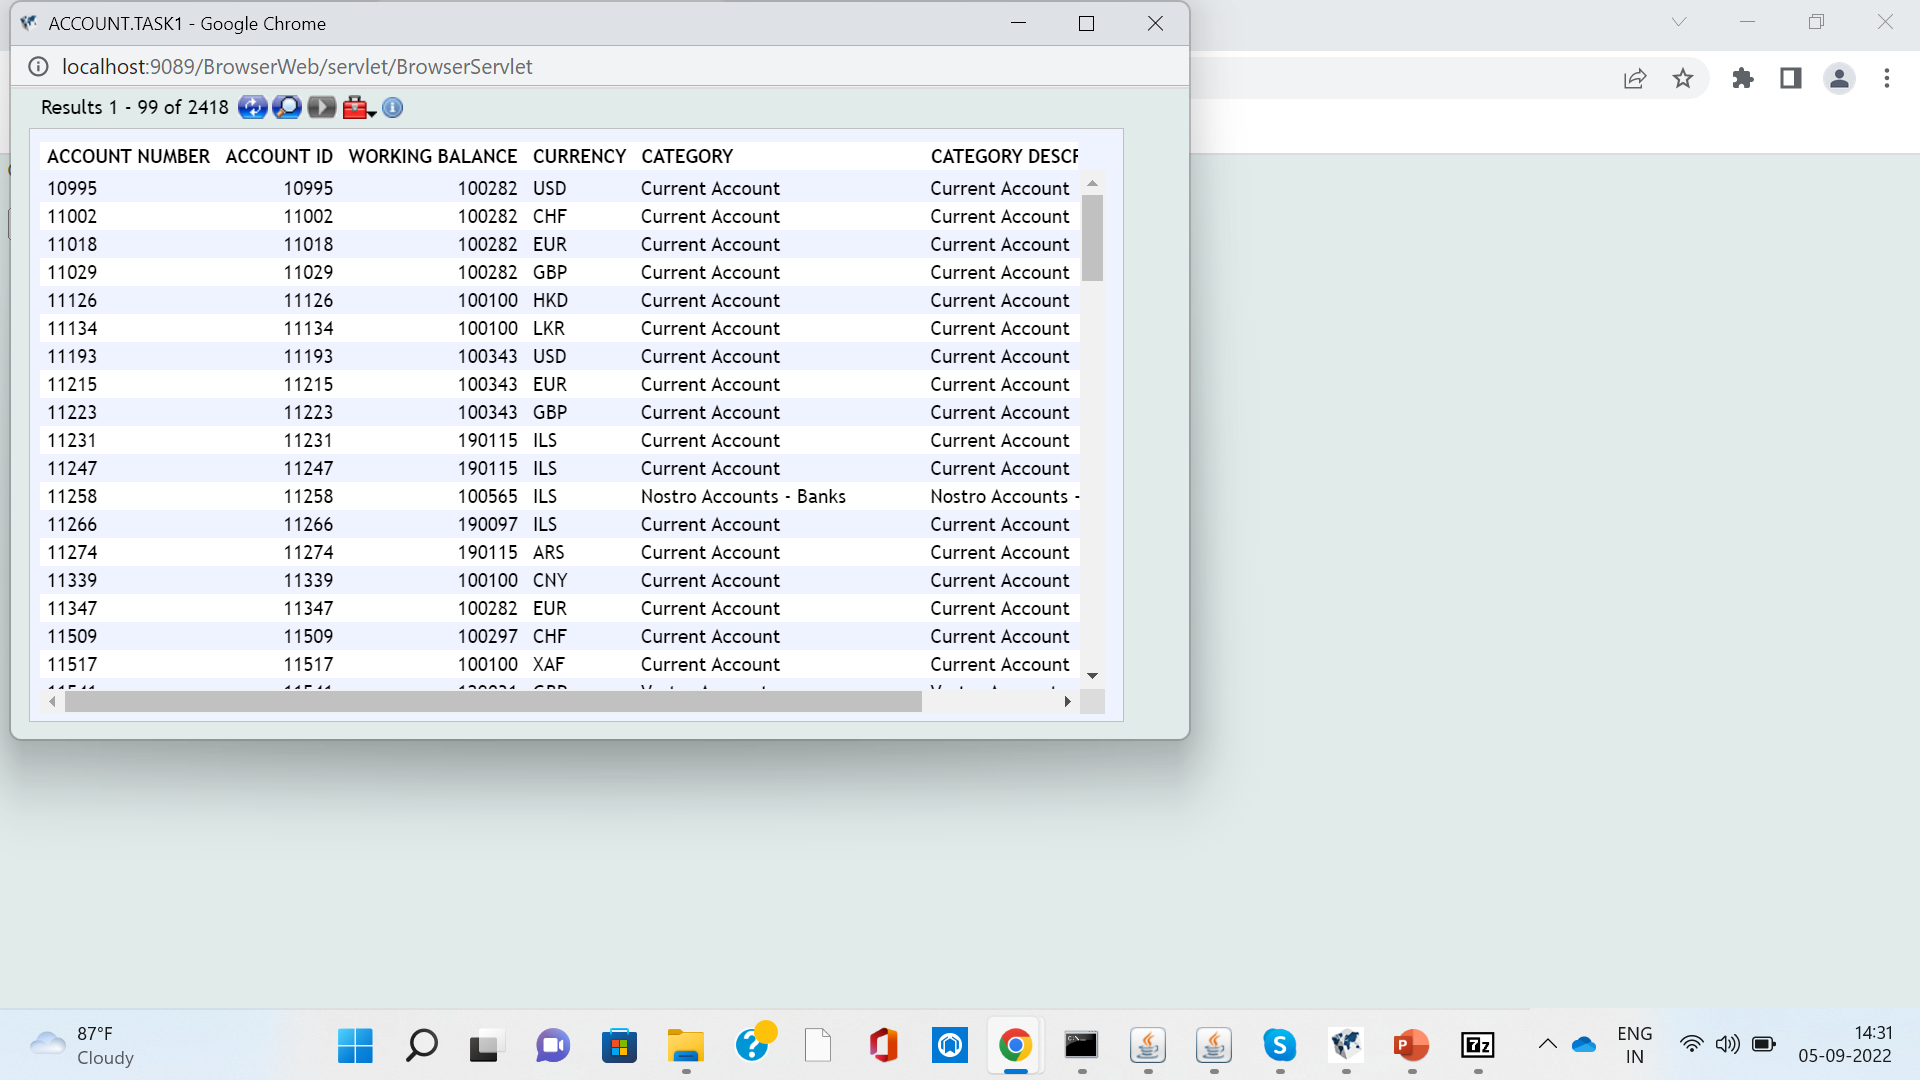 ACCOUNT.TASK1 - Google Chrome
localhost:9089/BrowserWeb/servlet/BrowserServlet
Results 1 - 99 of 2418
ACCOUNT NUMBER ACCOUNT ID WORKING BALANCE CURRENCY CATEGORY CATEGORY DESCR
10995 10995 100282 USD Current Account Current Account
11002 11002 100282 CHF Current Account Current Account
11018 11018 100282 EUR Current Account Current Account
11029 11029 100282 GBP Current Account Current Account
11126 11126 100100 HKD Current Account Current Account
11134 11134 100100 LKR Current Account Current Account
11193 11193 100343 USD Current Account Current Account
11215 11215 100343 EUR Current Account Current Account
11223 11223 100343 GBP Current Account Current Account
11231 11231 190115 ILS Current Account Current Account
11247 11247 190115 ILS Current Account Current Account
11258 11258 100565 ILS Nostro Accounts - Banks Nostro Accounts -
11266 11266 190097 ILS Current Account Current Account
11274 11274 190115 ARS Current Account Current Account
11339 11339 100100 CNY Current Account Current Account
11347 11347 100282 EUR Current Account Current Account
11509 11509 100297 CHF Current Account Current Account
11517 11517 100100 XAF Current Account Current Account
87°F
Cloudy
7z
ENG
IN
14:31
05-09-2022